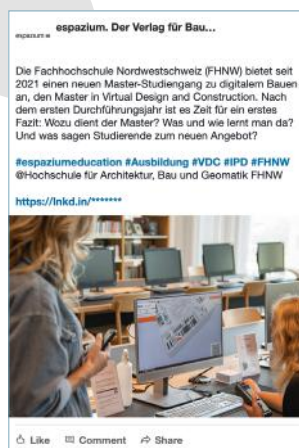 espazium. Der Verlag für Bau...
espazium
Die Fachhochschule Nordwestschweiz (FHNW) bietet seit
2021 einen neuen Master-Studiengang zu digitalem Bauen
an, den Master in Virtual Design and Construction. Nach
dem ersten Durchführungsjahr ist es Zeit für ein erstes
Fazit: Wozu dient der Master? Was und wie lernt man da?
Und was sagen Studierende zum neuen Angebot?
#espaziumeducation #Ausbildung #VDC #IPD #FHNW
@Hochschule für Architektur, Bau und Geomatik FHNW
https://lnkd.in/*******
Like Comment Share